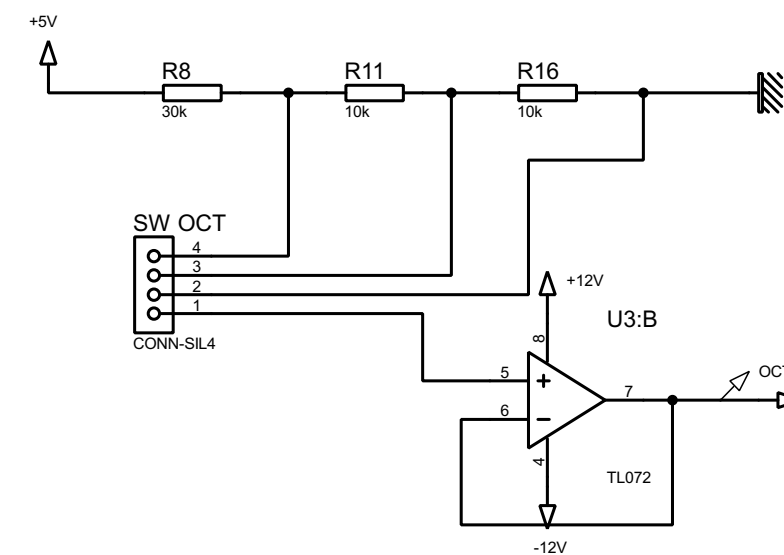 +5V
R8
R11
R16
30k
10k
10k
SW OCT
4
3
2
1
CONN-SIL4
+12V
U3:B
8
5
6
7
4
OCT
TL072
-12V